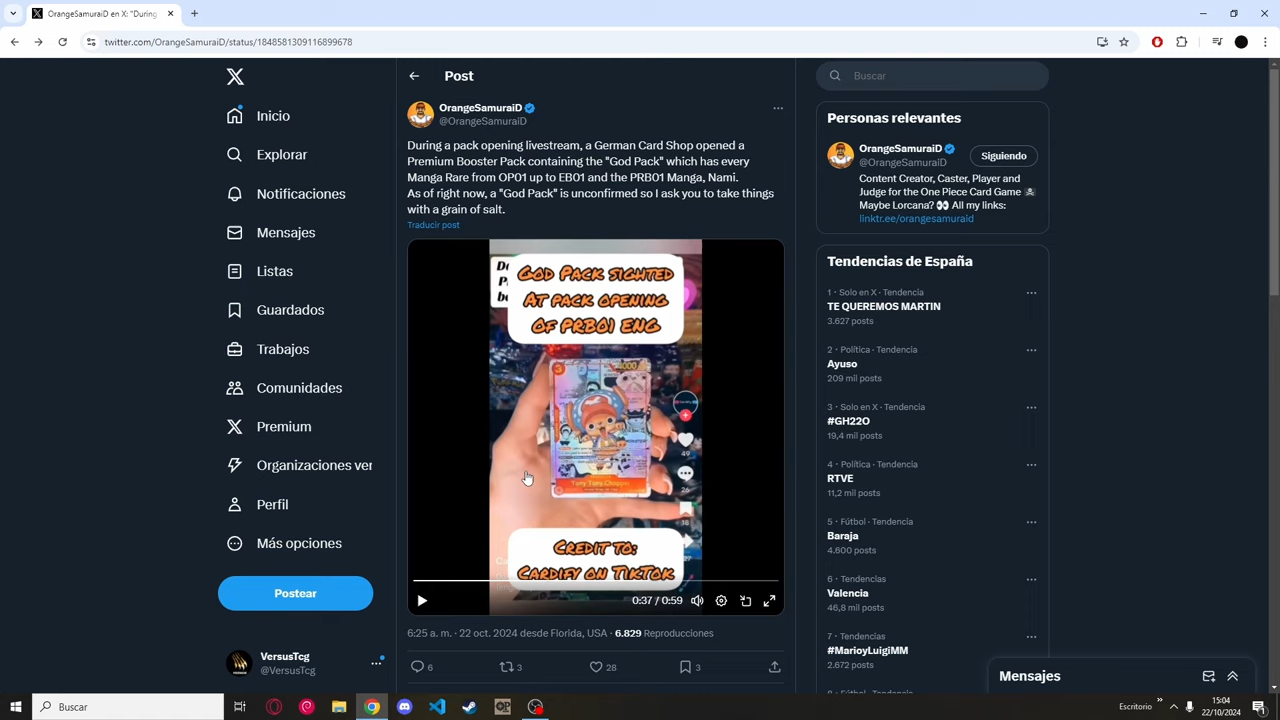 OrangeSamuraiD en X: "During
twitter.com/OrangeSamuraiD/status/1848581309116899678
Inicio
Explorar
Notificaciones
Mensajes
Listas
Guardados
Trabajos
Comunidades
Premium
Organizaciones ver
Perfil
Más opciones
Postear
VersusTcg
@VersusTcg
Post
OrangeSamuraiD
@OrangeSamuraiD
During a pack opening livestream, a German Card Shop opened a
Premium Booster Pack containing the "God Pack" which has every
Manga Rare from OP01 up to EB01 and the PRB01 Manga, Nami.
As of right now, a "God Pack" is unconfirmed so I ask you to take things
with a grain of salt.
Traducir post
God Pack sighted
At pack opening
of PRB01 ENG
3
4000
Tony Tony.Chopper
49
26
38
Credit to:
Cardify on TikTok
0:37 / 0:59
6:25 a. m. · 22 oct. 2024 desde Florida, USA · 6.829 Reproducciones
6
3
28
3
Buscar
Personas relevantes
OrangeSamuraiD
@OrangeSamuraiD
Siguiendo
Content Creator, Caster, Player and
Judge for the One Piece Card Game
Maybe Lorcana? 👀 All my links:
linktr.ee/orangesamuraid
Tendencias de España
1 · Solo en X · Tendencia
TE QUEREMOS MARTIN
3.627 posts
2 · Política · Tendencia
Ayuso
209 mil posts
3 · Solo en X · Tendencia
#GH22O
19,4 mil posts
4 · Política · Tendencia
RTVE
11,2 mil posts
5 · Fútbol · Tendencia
Baraja
4.600 posts
6 · Tendencias
Valencia
46,8 mil posts
7 · Tendencias
#MarioyLuigiMM
2.672 posts
Mensajes
Buscar
Escritorio
15:04
22/10/2024